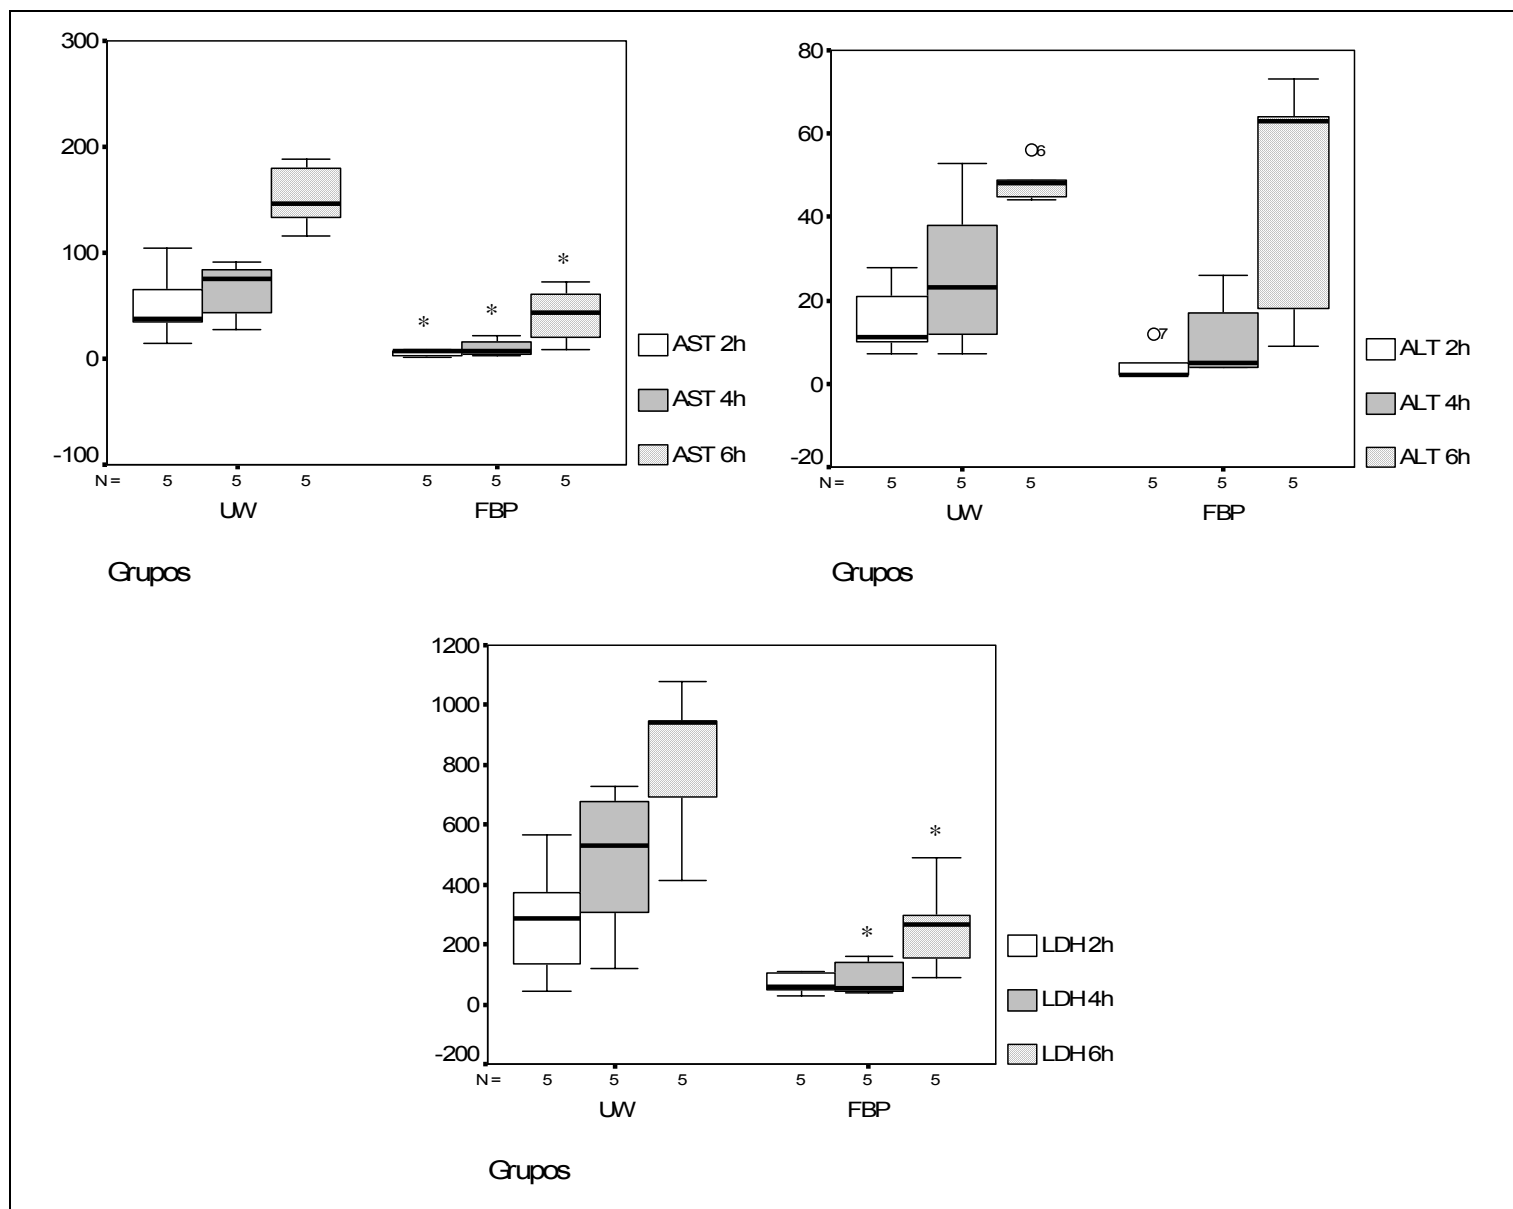 300
200
100
0
-100
N= 5 5 5 5 5 5
UW FBP
Grupos
* * *
AST 2h
AST 4h
AST 6h
80
60
40
20
0
-20
N= 5 5 5 5 5 5
UW FBP
Grupos
O6
O7
ALT 2h
ALT 4h
ALT 6h
1200
1000
800
600
400
200
0
-200
N= 5 5 5 5 5 5
UW FBP
Grupos
* *
LDH 2h
LDH 4h
LDH 6h